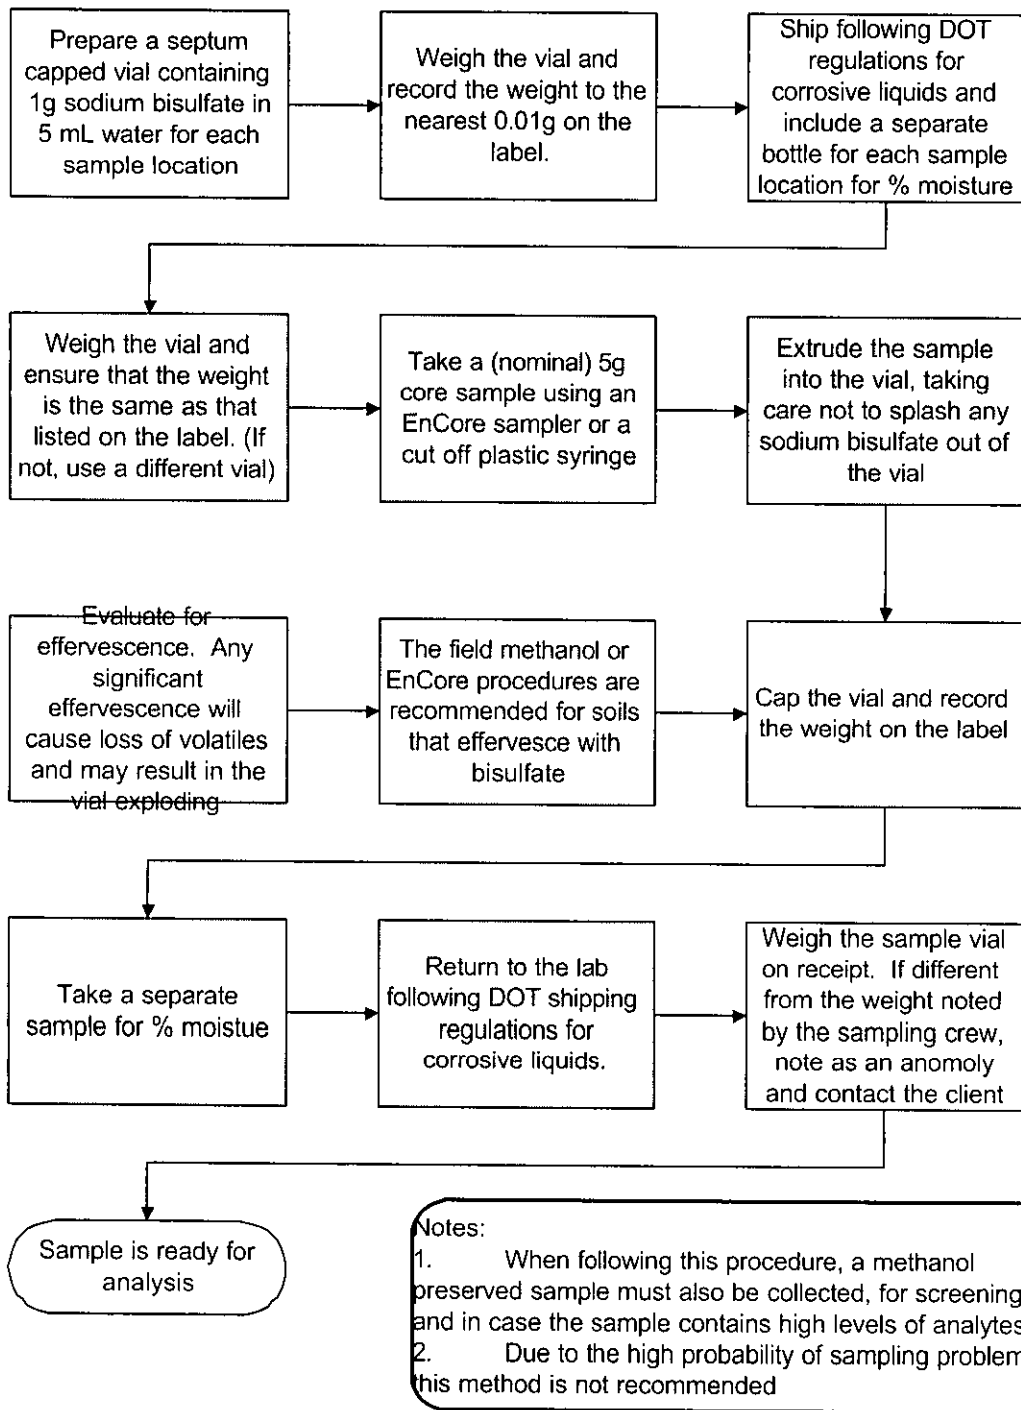 Prepare a septum
capped vial containing
1g sodium bisulfate in
5 mL water for each
sample location
Weigh the vial and
record the weight to the
nearest 0.01g on the
label.
Ship following DOT
regulations for
corrosive liquids and
include a separate
bottle for each sample
location for % moisture
Weigh the vial and
ensure that the weight
is the same as that
listed on the label. (If
not, use a different vial)
Take a (nominal) 5g
core sample using an
EnCore sampler or a
cut off plastic syringe
Extrude the sample
into the vial, taking
care not to splash any
sodium bisulfate out of
the vial
Evaluate for
effervescence. Any
significant
effervescence will
cause loss of volatiles
and may result in the
vial exploding
The field methanol or
EnCore procedures are
recommended for soils
that effervesce with
bisulfate
Cap the vial and record
the weight on the label
Take a separate
sample for % moistue
Return to the lab
following DOT shipping
regulations for
corrosive liquids.
Weigh the sample vial
on receipt. If different
from the weight noted
by the sampling crew,
note as an anomoly
and contact the client
Sample is ready for
analysis
Notes:
1. When following this procedure, a methanol
preserved sample must also be collected, for screening
and in case the sample contains high levels of analytes
2. Due to the high probability of sampling problem
this method is not recommended